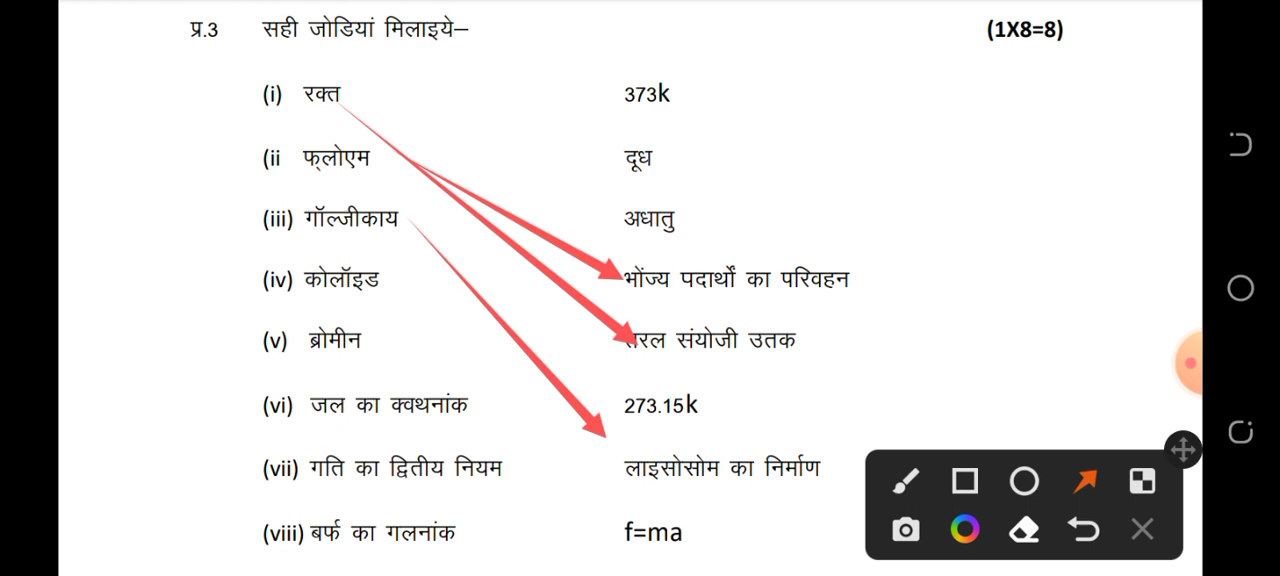 प्र.3 सही जोडियां मिलाइये– (1X8=8)
(i) रक्त 373k
(ii फ्लोएम दूध
(iii) गॉल्जीकाय अधातु
(iv) कोलॉइड भोंज्य पदार्थों का परिवहन
(v) ब्रोमीन तरल संयोजी उतक
(vi) जल का क्वथनांक 273.15k
(vii) गति का द्वितीय नियम लाइसोसोम का निर्माण
(viii) बर्फ का गलनांक f=ma